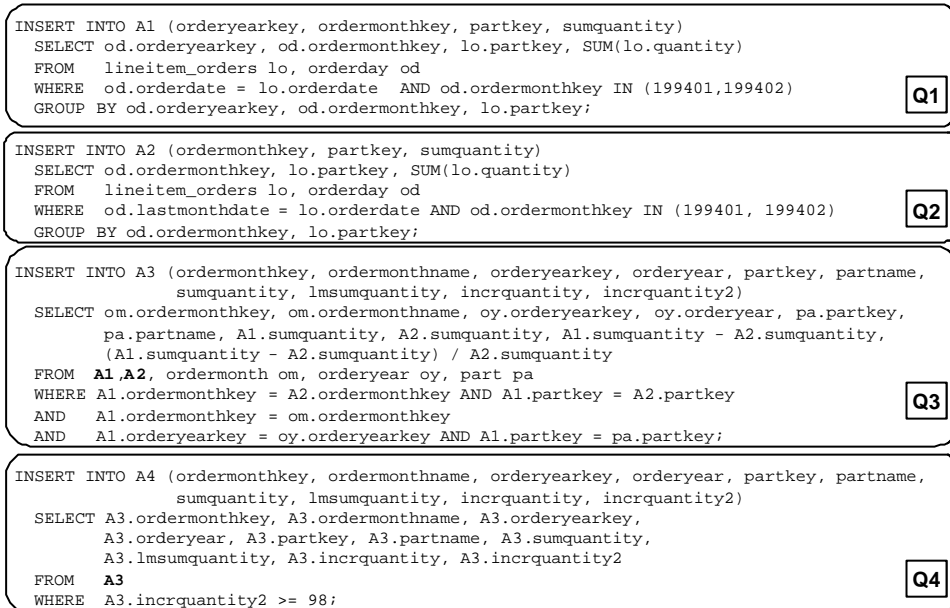 INSERT INTO A1 (orderyearkey, ordermonthkey, partkey, sumquantity)
SELECT od.orderyearkey, od.ordermonthkey, lo.partkey, SUM(lo.quantity)
FROM lineitem_orders lo, orderday od
WHERE od.orderdate = lo.orderdate AND od.ordermonthkey IN (199401,199402)
GROUP BY od.orderyearkey, od.ordermonthkey, lo.partkey;
Q1
INSERT INTO A2 (ordermonthkey, partkey, sumquantity)
SELECT od.ordermonthkey, lo.partkey, SUM(lo.quantity)
FROM lineitem_orders lo, orderday od
WHERE od.lastmonthdate = lo.orderdate AND od.ordermonthkey IN (199401, 199402)
GROUP BY od.ordermonthkey, lo.partkey;
Q2
INSERT INTO A3 (ordermonthkey, ordermonthname, orderyearkey, orderyear, partkey, partname,
sumquantity, lmsumquantity, incrquantity, incrquantity2)
SELECT om.ordermonthkey, om.ordermonthname, oy.orderyearkey, oy.orderyear, pa.partkey,
pa.partname, A1.sumquantity, A2.sumquantity, A1.sumquantity - A2.sumquantity,
(A1.sumquantity - A2.sumquantity) / A2.sumquantity
FROM A1,A2, ordermonth om, orderyear oy, part pa
WHERE A1.ordermonthkey = A2.ordermonthkey AND A1.partkey = A2.partkey
AND A1.ordermonthkey = om.ordermonthkey
AND A1.orderyearkey = oy.orderyearkey AND A1.partkey = pa.partkey;
Q3
INSERT INTO A4 (ordermonthkey, ordermonthname, orderyearkey, orderyear, partkey, partname,
sumquantity, lmsumquantity, incrquantity, incrquantity2)
SELECT A3.ordermonthkey, A3.ordermonthname, A3.orderyearkey,
A3.orderyear, A3.partkey, A3.partname, A3.sumquantity,
A3.lmsumquantity, A3.incrquantity, A3.incrquantity2
FROM A3
WHERE A3.incrquantity2 >= 98;
Q4